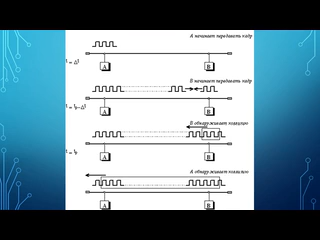 А начинает передавать кадр
A B
В начинает передавать кадр
A B
В обнаруживает коллизию
A B
А обнаруживает коллизию
A B